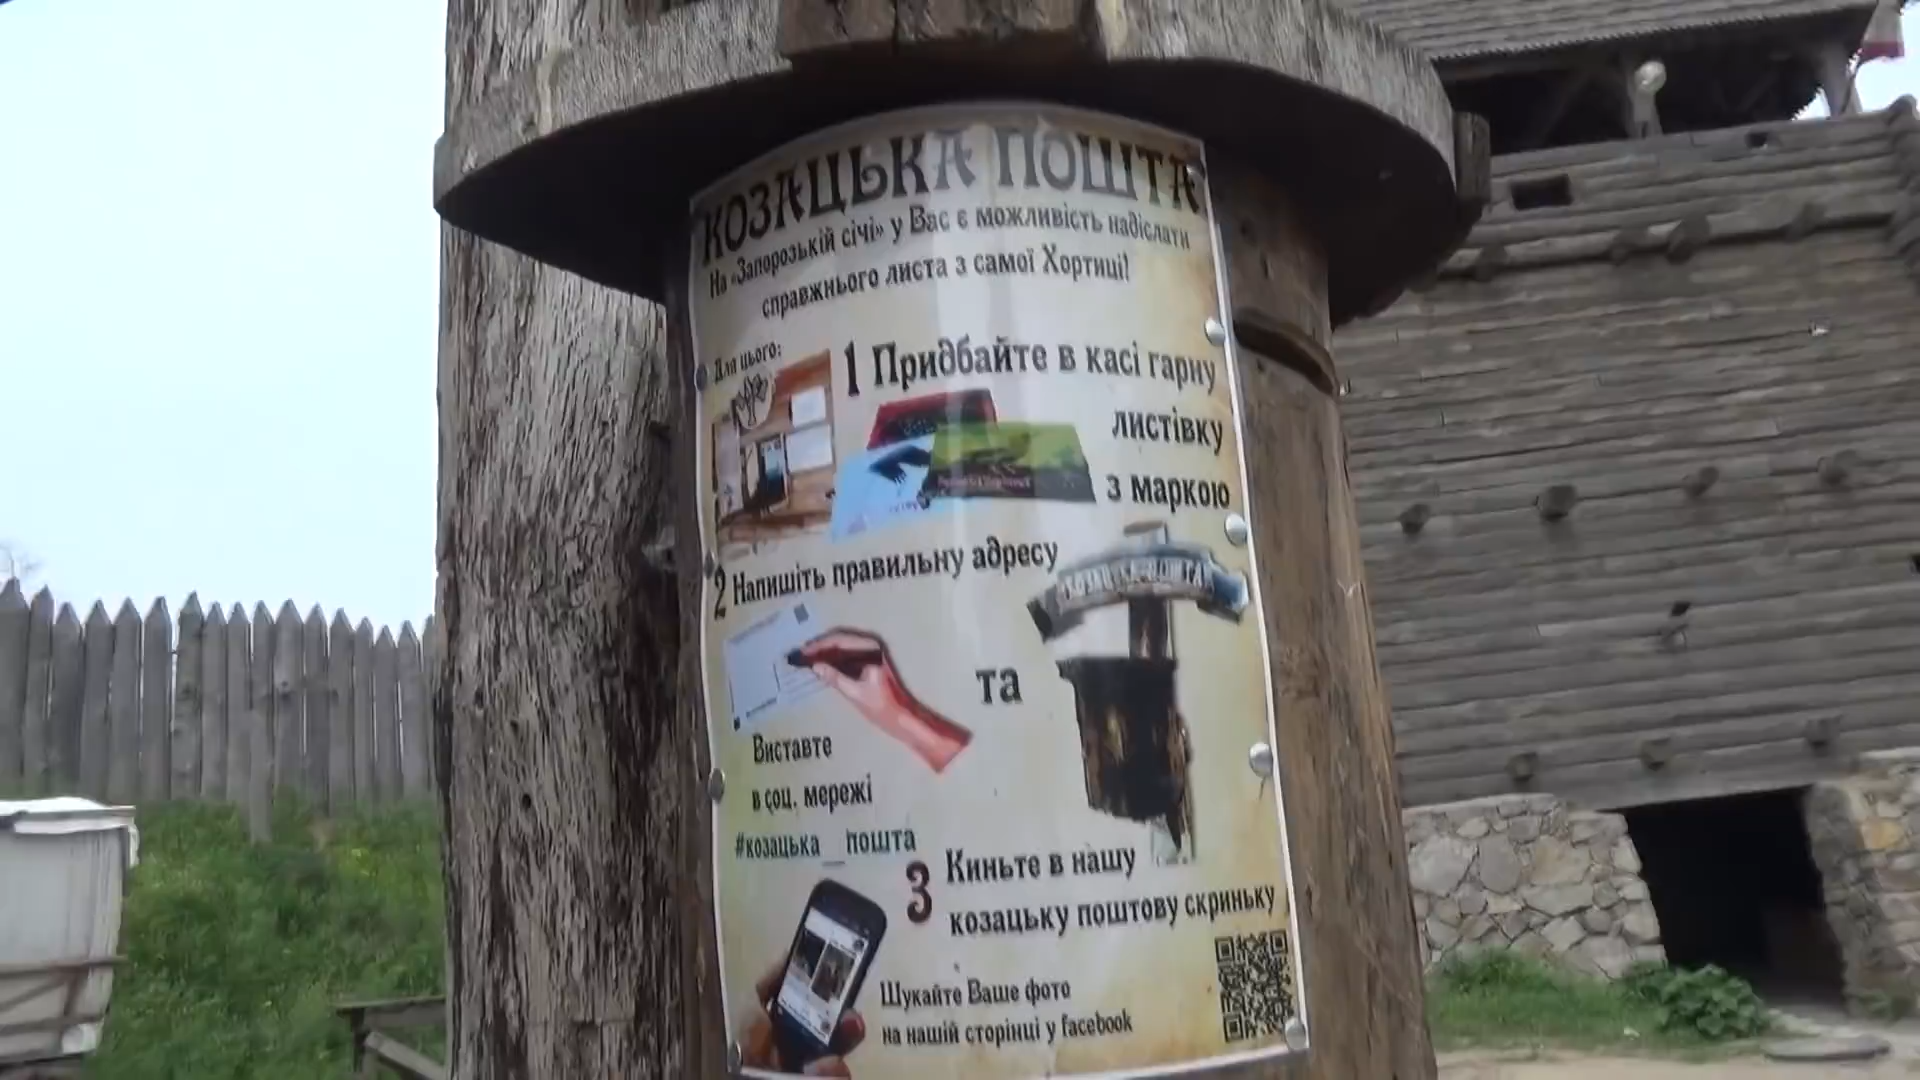 КОЗАЦЬКА ПОШТА
На «Запорозькій січі» у Вас є можливість надіслати
справжнього листа з самої Хортиці!
Для цього:
1 Придбайте в касі гарну
листівку
з маркою
2 Напишіть правильну адресу
та
Виставте
в соц. мережі
#козацька_пошта
3 Киньте в нашу
козацьку поштову скриньку
Шукайте Ваше фото
на нашій сторінці у facebook